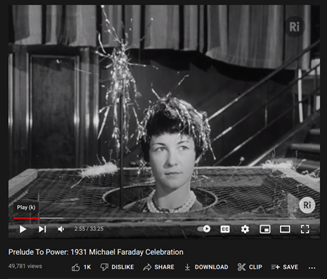 Ri
Play (k)
Ri
2:55 / 33:25
CC
Prelude To Power: 1931 Michael Faraday Celebration
49,781 views
1K
DISLIKE
SHARE
DOWNLOAD
CLIP
SAVE